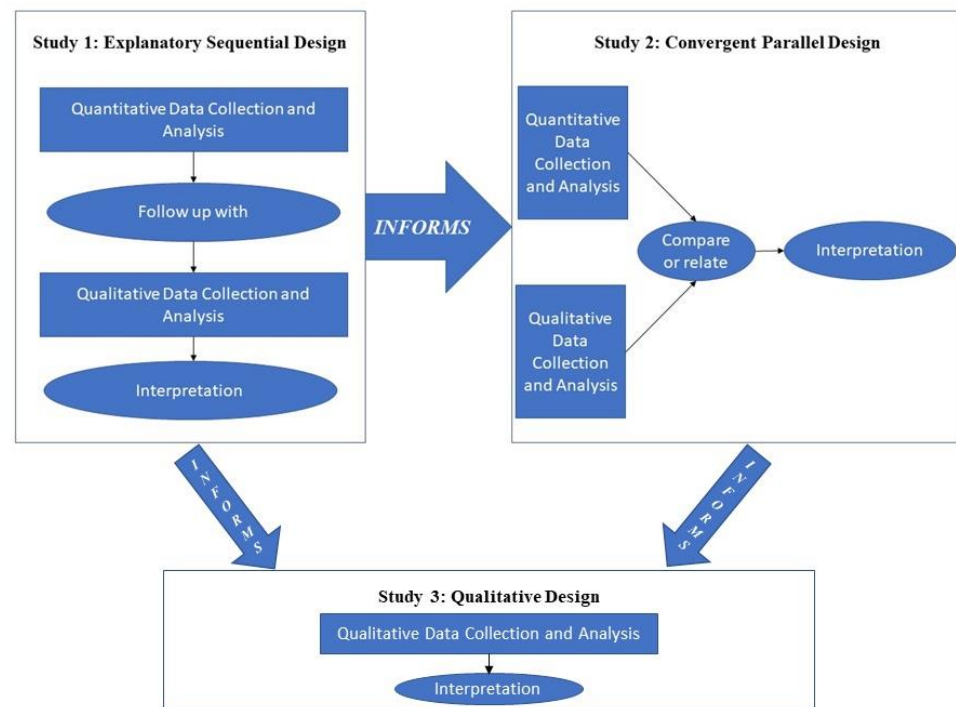 Study 1: Explanatory Sequential Design
Quantitative Data Collection and
Analysis
Follow up with
Qualitative Data Collection and
Analysis
Interpretation
INFORMS
Study 2: Convergent Parallel Design
Quantitative
Data
Collection
and Analysis
Qualitative
Data
Collection
and Analysis
Compare
or relate
Interpretation
INFORMS
INFORMS
Study 3: Qualitative Design
Qualitative Data Collection and Analysis
Interpretation